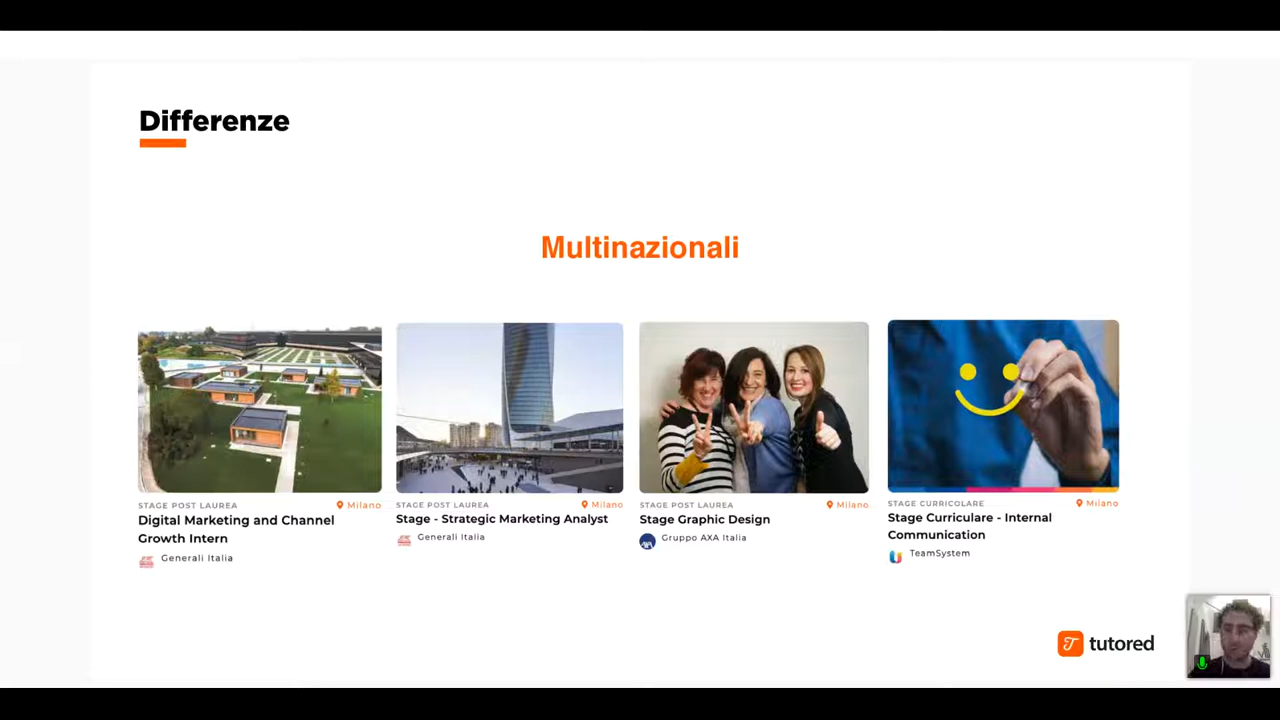 Differenze
Multinazionali
STAGE POST LAUREA
Milano
Digital Marketing and Channel
Growth Intern
Generali Italia
STAGE POST LAUREA
Milano
Stage - Strategic Marketing Analyst
Generali Italia
STAGE POST LAUREA
Milano
Stage Graphic Design
AXA
Gruppo AXA Italia
STAGE CURRICOLARE
Milano
Stage Curriculare - Internal
Communication
TeamSystem
T tutored